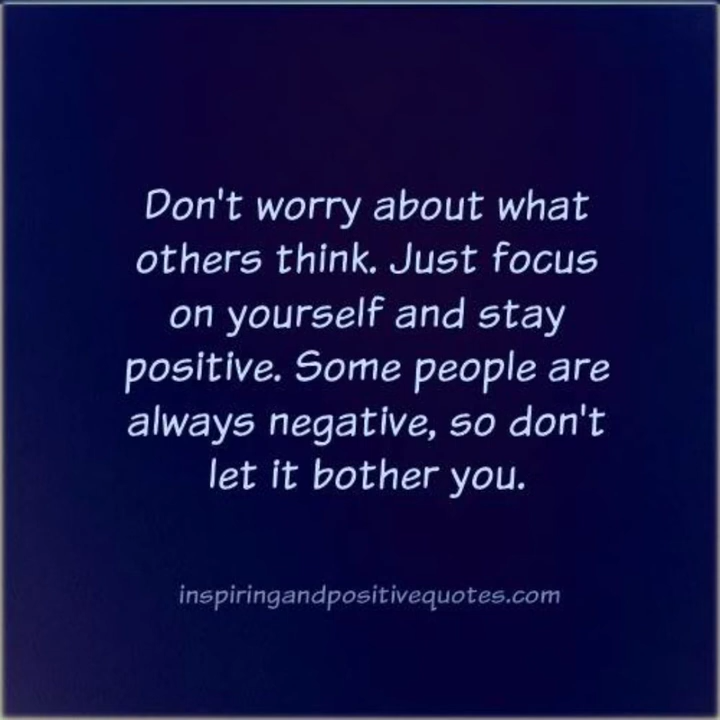 Don't worry about what
others think. Just focus
on yourself and stay
positive. Some people are
always negative, so don't
let it bother you.
inspiringandpositivequotes.com